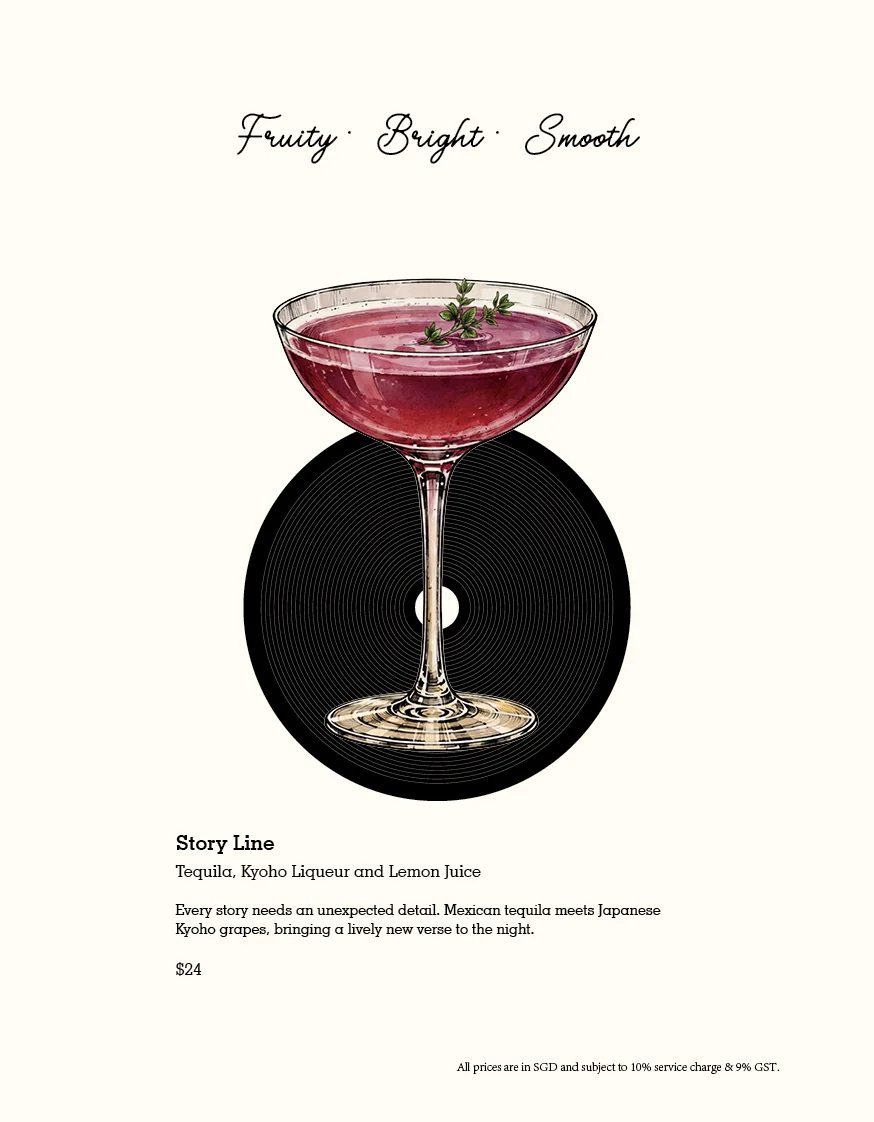 Fruity · Bright · Smooth
Story Line
Tequila, Kyoho Liqueur and Lemon Juice
Every story needs an unexpected detail. Mexican tequila meets Japanese
Kyoho grapes, bringing a lively new verse to the night.
$24
All prices are in SGD and subject to 10% service charge & 9% GST.